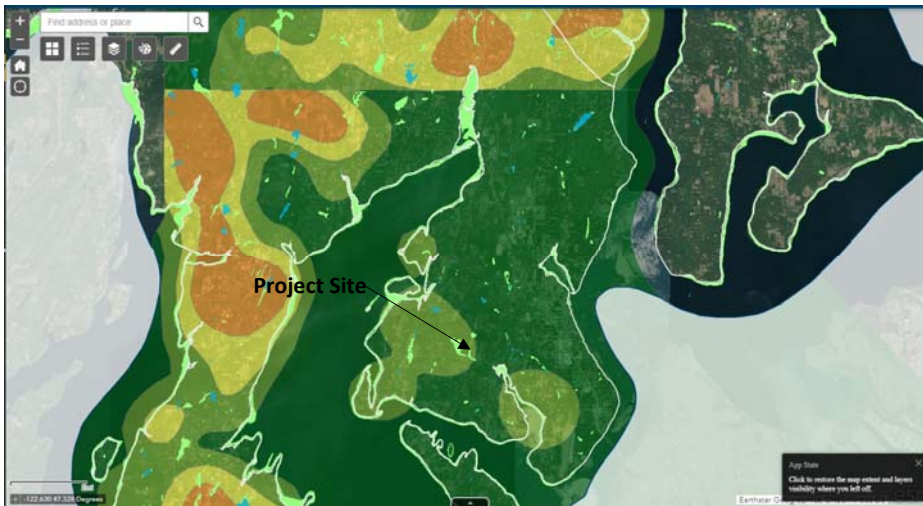 +
Find address or place
−
Project Site
App State
Click to restore the map extent and layers
visibility where you left off.
-122.630 47.328 Degrees